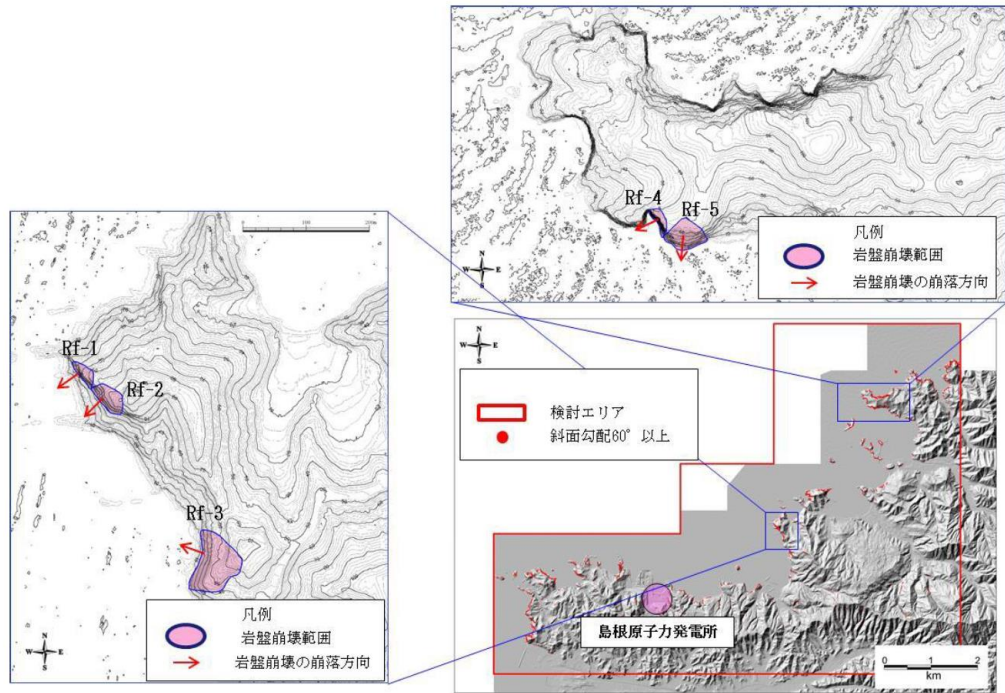 Rf-4
Rf-5
凡例
岩盤崩壊範囲
岩盤崩壊の崩落方向
N
W
E
S
Rf-1
Rf-2
Rf-3
N
W
E
S
凡例
岩盤崩壊範囲
岩盤崩壊の崩落方向
N
W
E
S
検討エリア
斜面勾配60°以上
島根原子力発電所
0 1 2
km